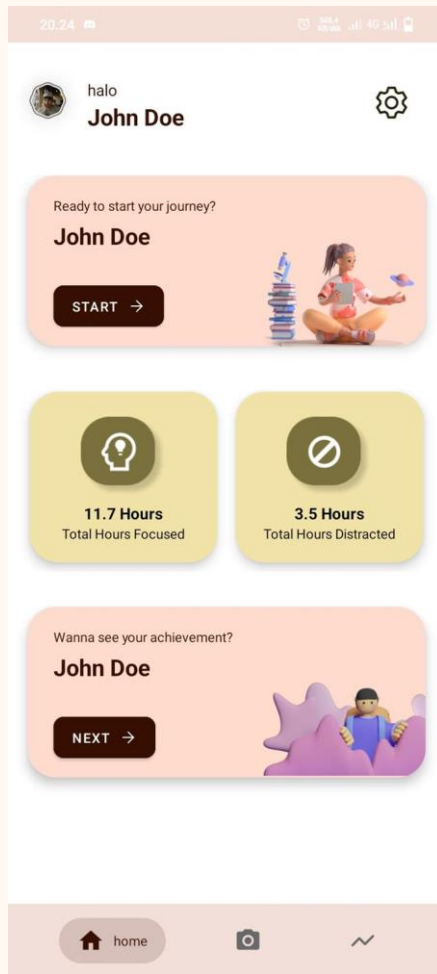 20.24
4G
halo
John Doe
Ready to start your journey?
John Doe
START
11.7 Hours
Total Hours Focused
3.5 Hours
Total Hours Distracted
Wanna see your achievement?
John Doe
NEXT
home